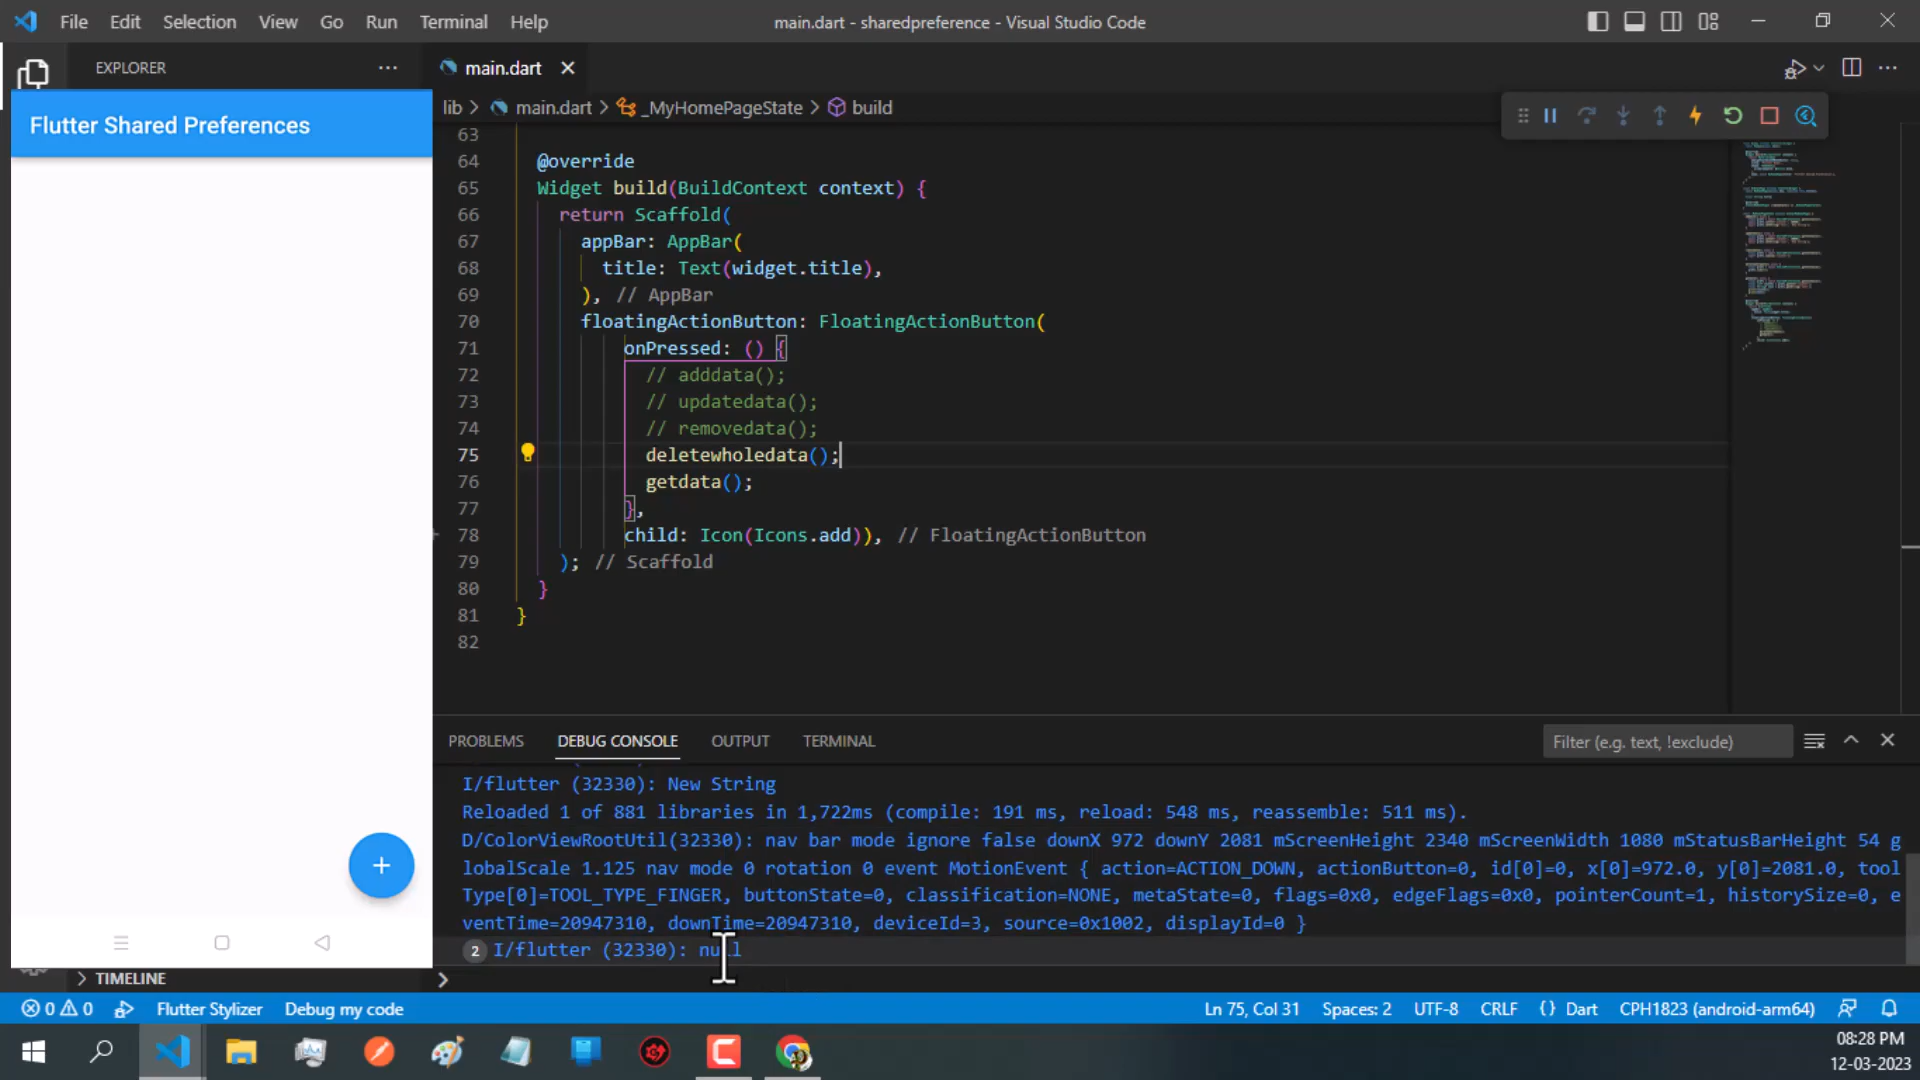 File Edit Selection View Go Run Terminal Help
main.dart - sharedpreference - Visual Studio Code
EXPLORER
main.dart
lib > main.dart > _MyHomePageState > build
Flutter Shared Preferences
63
64 @override
65 Widget build(BuildContext context) {
66 return Scaffold(
67 appBar: AppBar(
68 title: Text(widget.title),
69 ), // AppBar
70 floatingActionButton: FloatingActionButton(
71 onPressed: () {
72 // adddata();
73 // updatedata();
74 // removedata();
75 deletewholedata();
76 getdata();
77 },
78 child: Icon(Icons.add)), // FloatingActionButton
79 ); // Scaffold
80 }
81 }
82
PROBLEMS DEBUG CONSOLE OUTPUT TERMINAL
Filter (e.g. text, !exclude)
I/flutter (32330): New String
Reloaded 1 of 881 libraries in 1,722ms (compile: 191 ms, reload: 548 ms, reassemble: 511 ms).
D/ColorViewRootUtil(32330): nav bar mode ignore false downX 972 downY 2081 mScreenHeight 2340 mScreenWidth 1080 mStatusBarHeight 54 g
lobalScale 1.125 nav mode 0 rotation 0 event MotionEvent { action=ACTION_DOWN, actionButton=0, id[0]=0, x[0]=972.0, y[0]=2081.0, tool
Type[0]=TOOL_TYPE_FINGER, buttonState=0, classification=NONE, metaState=0, flags=0x0, edgeFlags=0x0, pointerCount=1, historySize=0, e
ventTime=20947310, downTime=20947310, deviceId=3, source=0x1002, displayId=0 }
2 I/flutter (32330): null
TIMELINE
0 0 Flutter Stylizer Debug my code
Ln 75, Col 31 Spaces: 2 UTF-8 CRLF {} Dart CPH1823 (android-arm64)
08:28 PM
12-03-2023